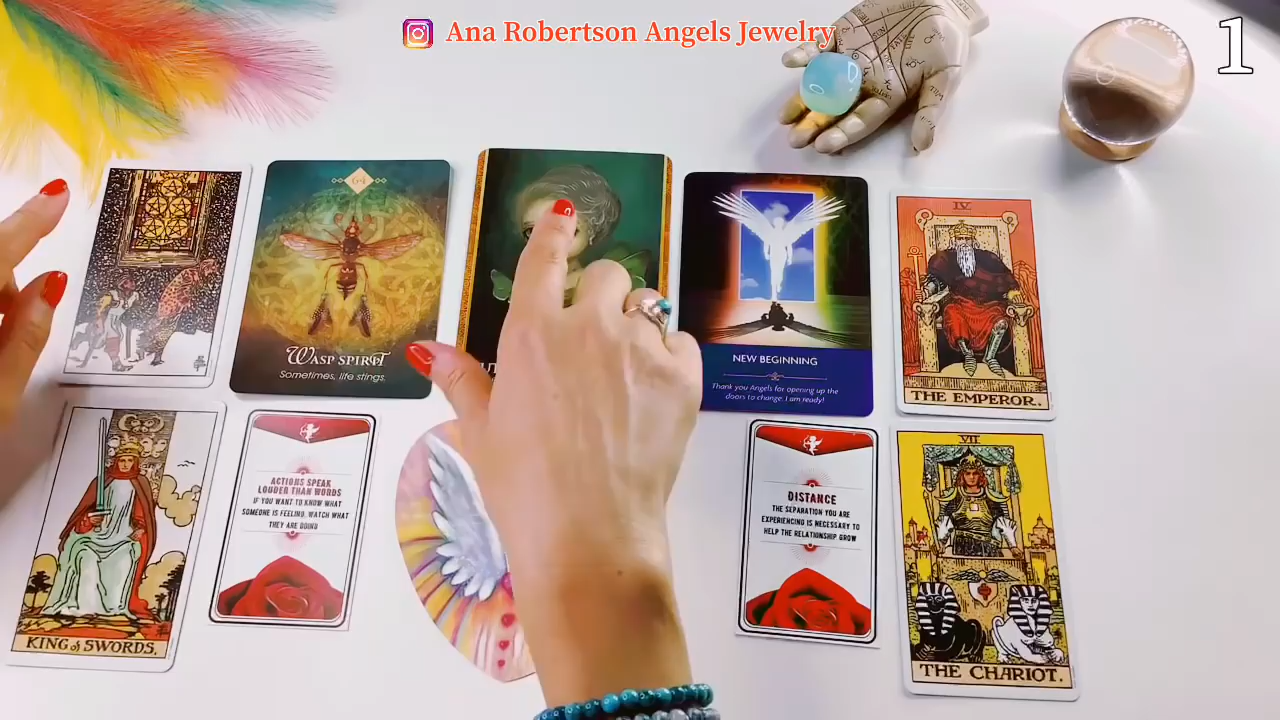 Ana Robertson Angels Jewelry
1
64
WASP SPIRIT
Sometimes, life stings.
NEW BEGINNING
Thank you Angels for opening up the
doors to change. I am ready!
IV
THE EMPEROR.
KING of SWORDS.
ACTIONS SPEAK
LOUDER THAN WORDS
IF YOU WANT TO KNOW WHAT
SOMEONE IS FEELING, WATCH WHAT
THEY ARE DOING
DISTANCE
THE SEPARATION YOU ARE
EXPERIENCING IS NECESSARY TO
HELP THE RELATIONSHIP GROW
VII
THE CHARIOT.